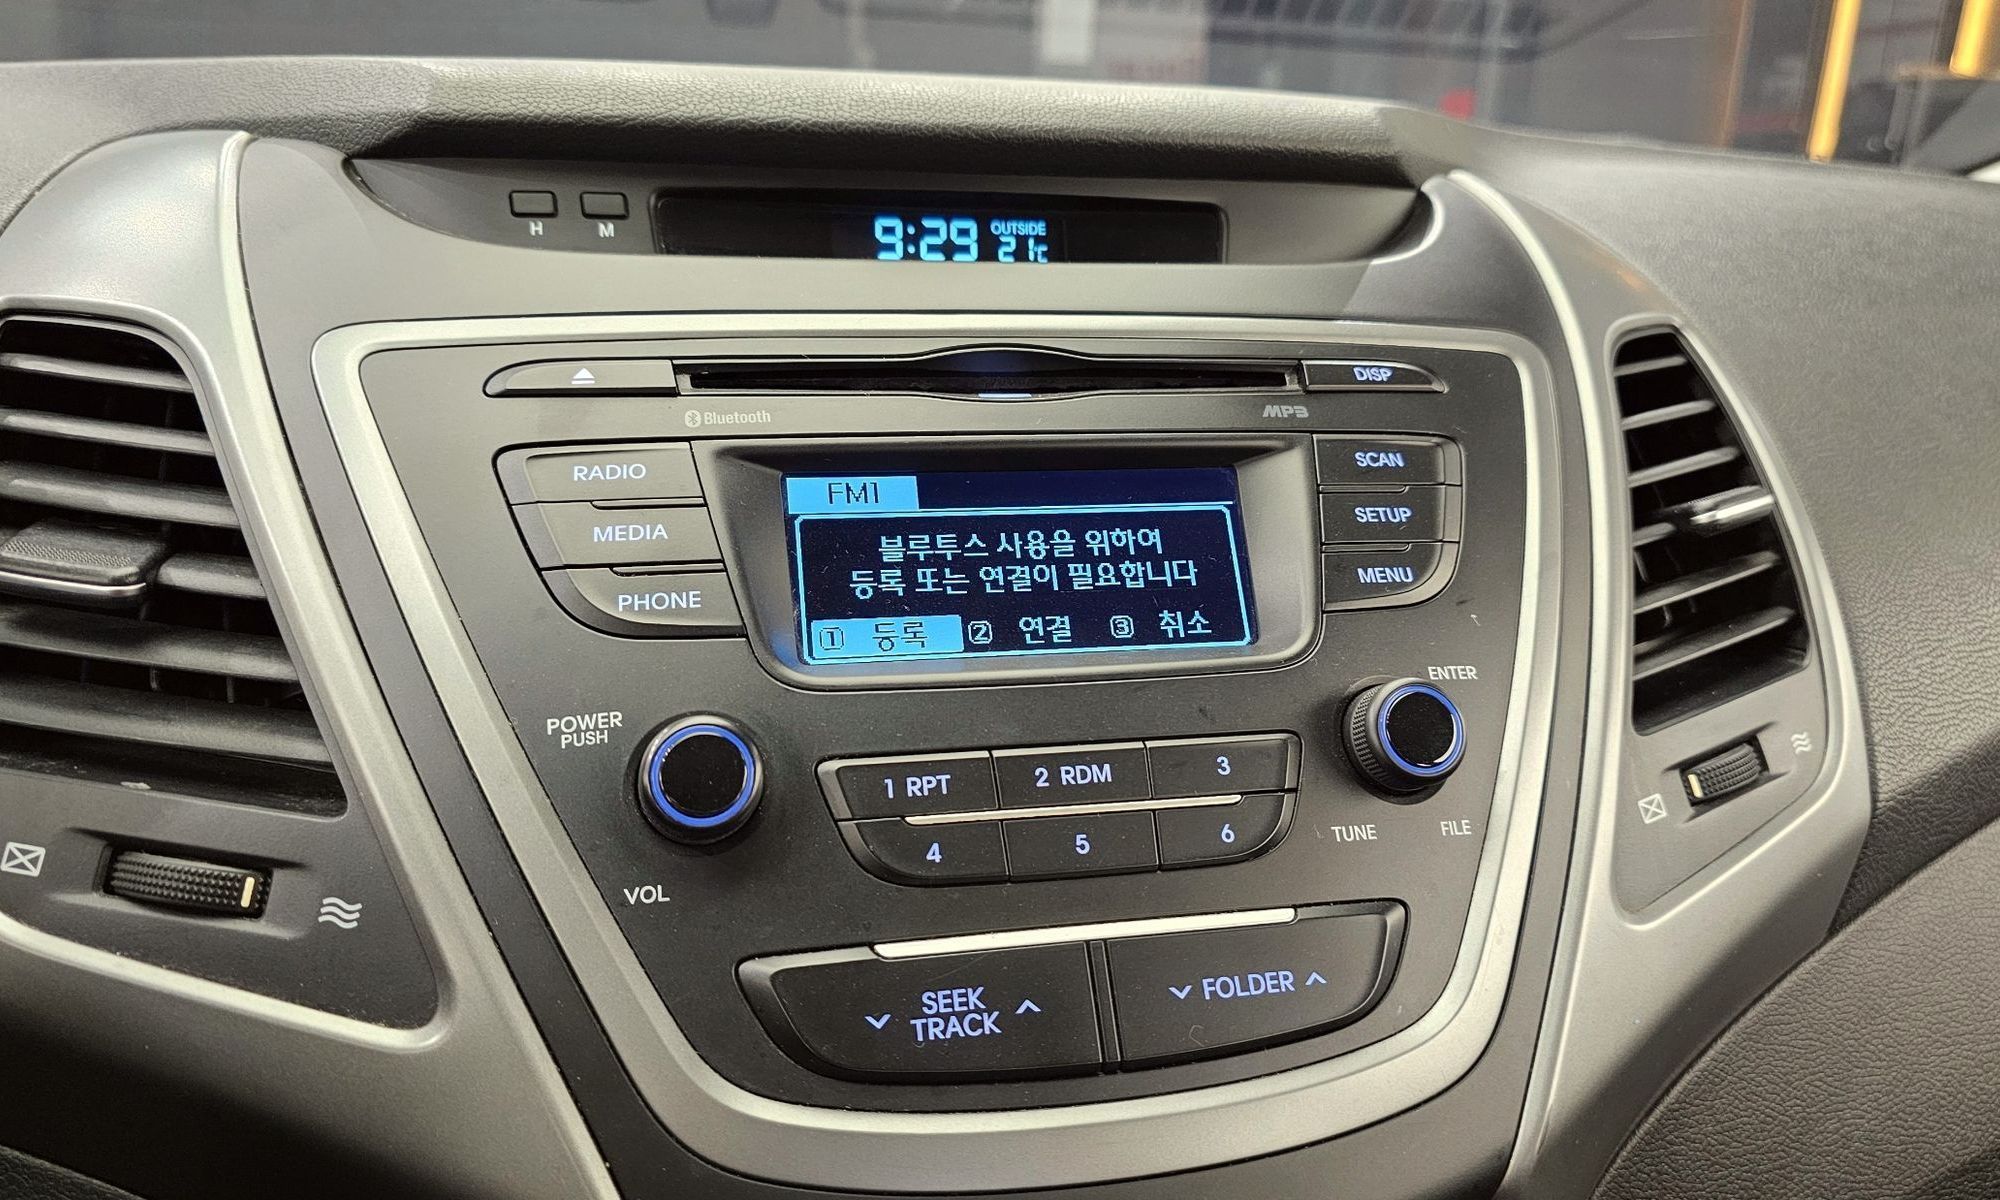 H
M
9:29 OUTSIDE 21°C
DISP
Bluetooth
MP3
RADIO
MEDIA
PHONE
SCAN
SETUP
MENU
FM1
블루투스 사용을 위하여
등록 또는 연결이 필요합니다
1 등록 2 연결 3 취소
POWER
PUSH
VOL
ENTER
TUNE
FILE
1 RPT
2 RDM
3
4
5
6
SEEK
TRACK
FOLDER